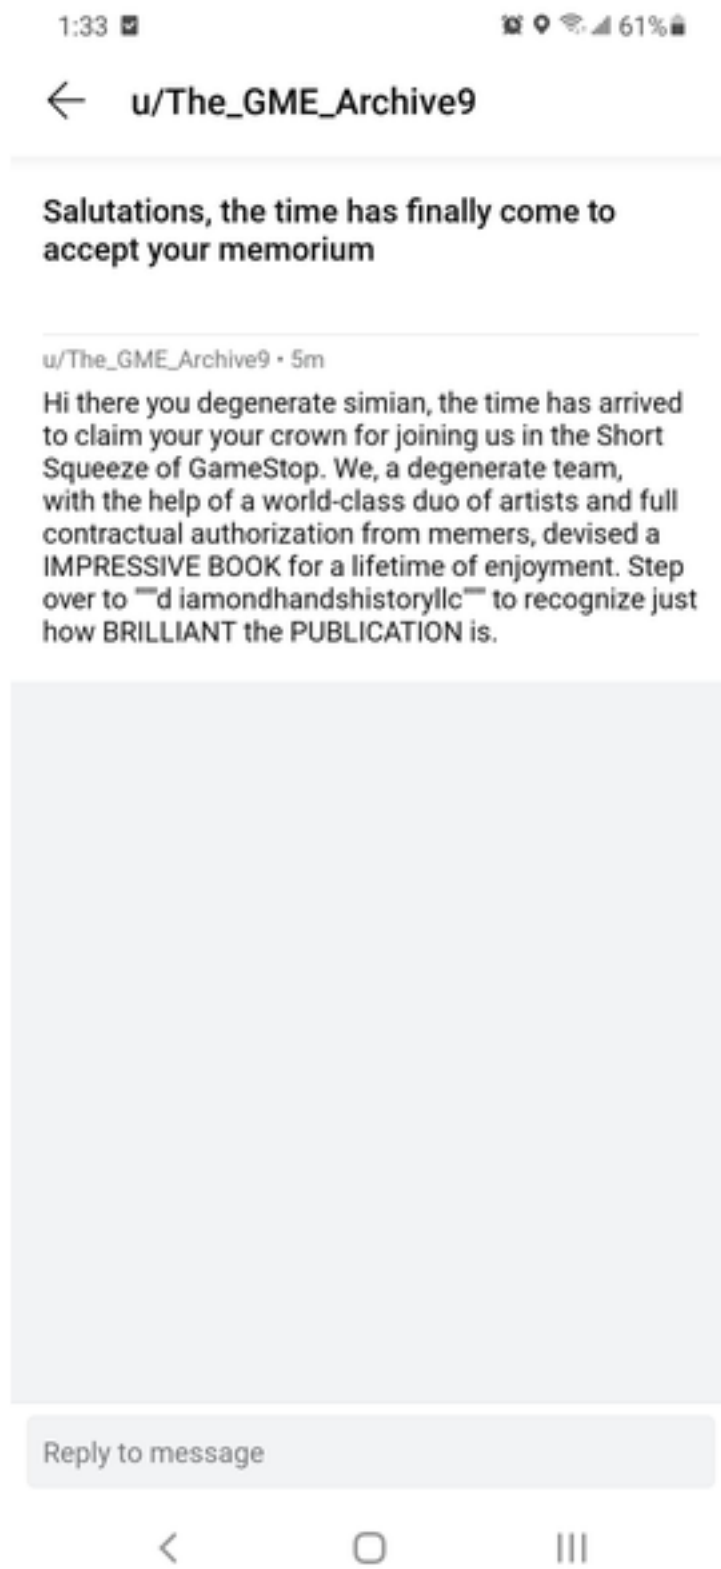 1:33
61%
u/The_GME_Archive9
Salutations, the time has finally come to
accept your memorium
u/The_GME_Archive9 • 5m
Hi there you degenerate simian, the time has arrived
to claim your your crown for joining us in the Short
Squeeze of GameStop. We, a degenerate team,
with the help of a world-class duo of artists and full
contractual authorization from memers, devised a
IMPRESSIVE BOOK for a lifetime of enjoyment. Step
over to """d iamondhandshistoryllc""" to recognize just
how BRILLIANT the PUBLICATION is.
Reply to message